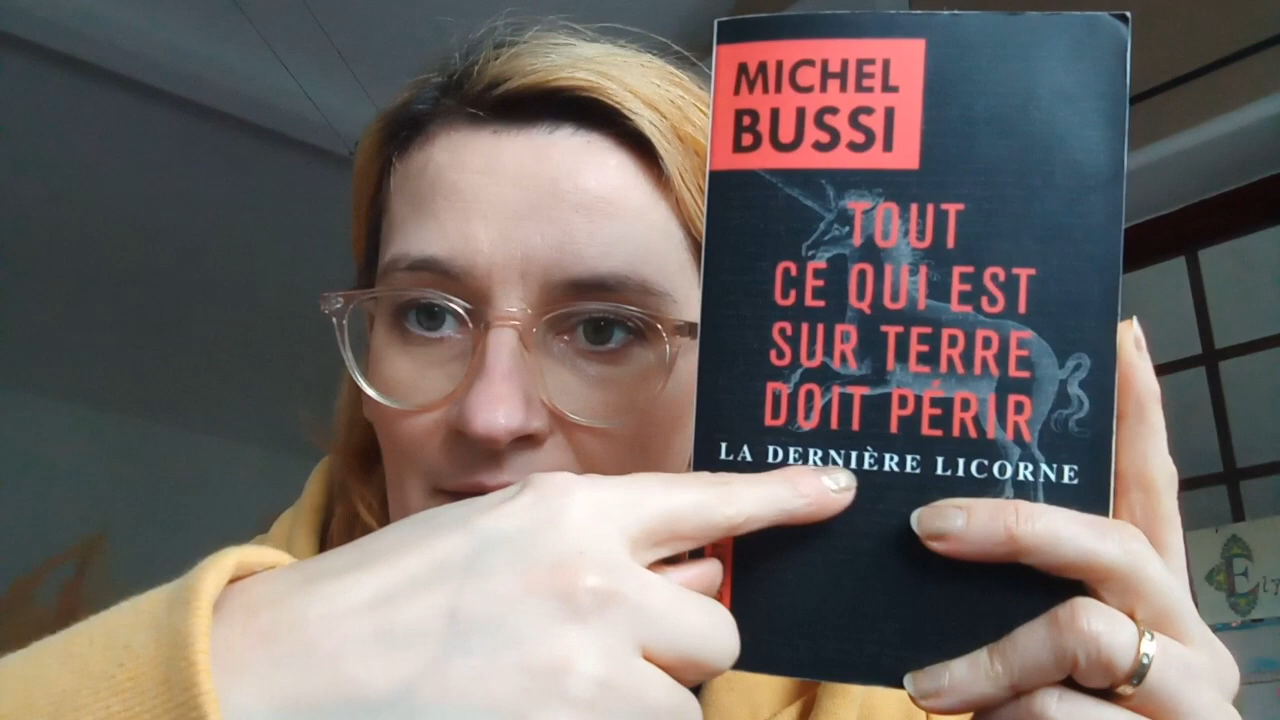 MICHEL
BUSSI
TOUT
CE QUI EST
SUR TERRE
DOIT PÉRIR
LA DERNIÈRE LICORNE